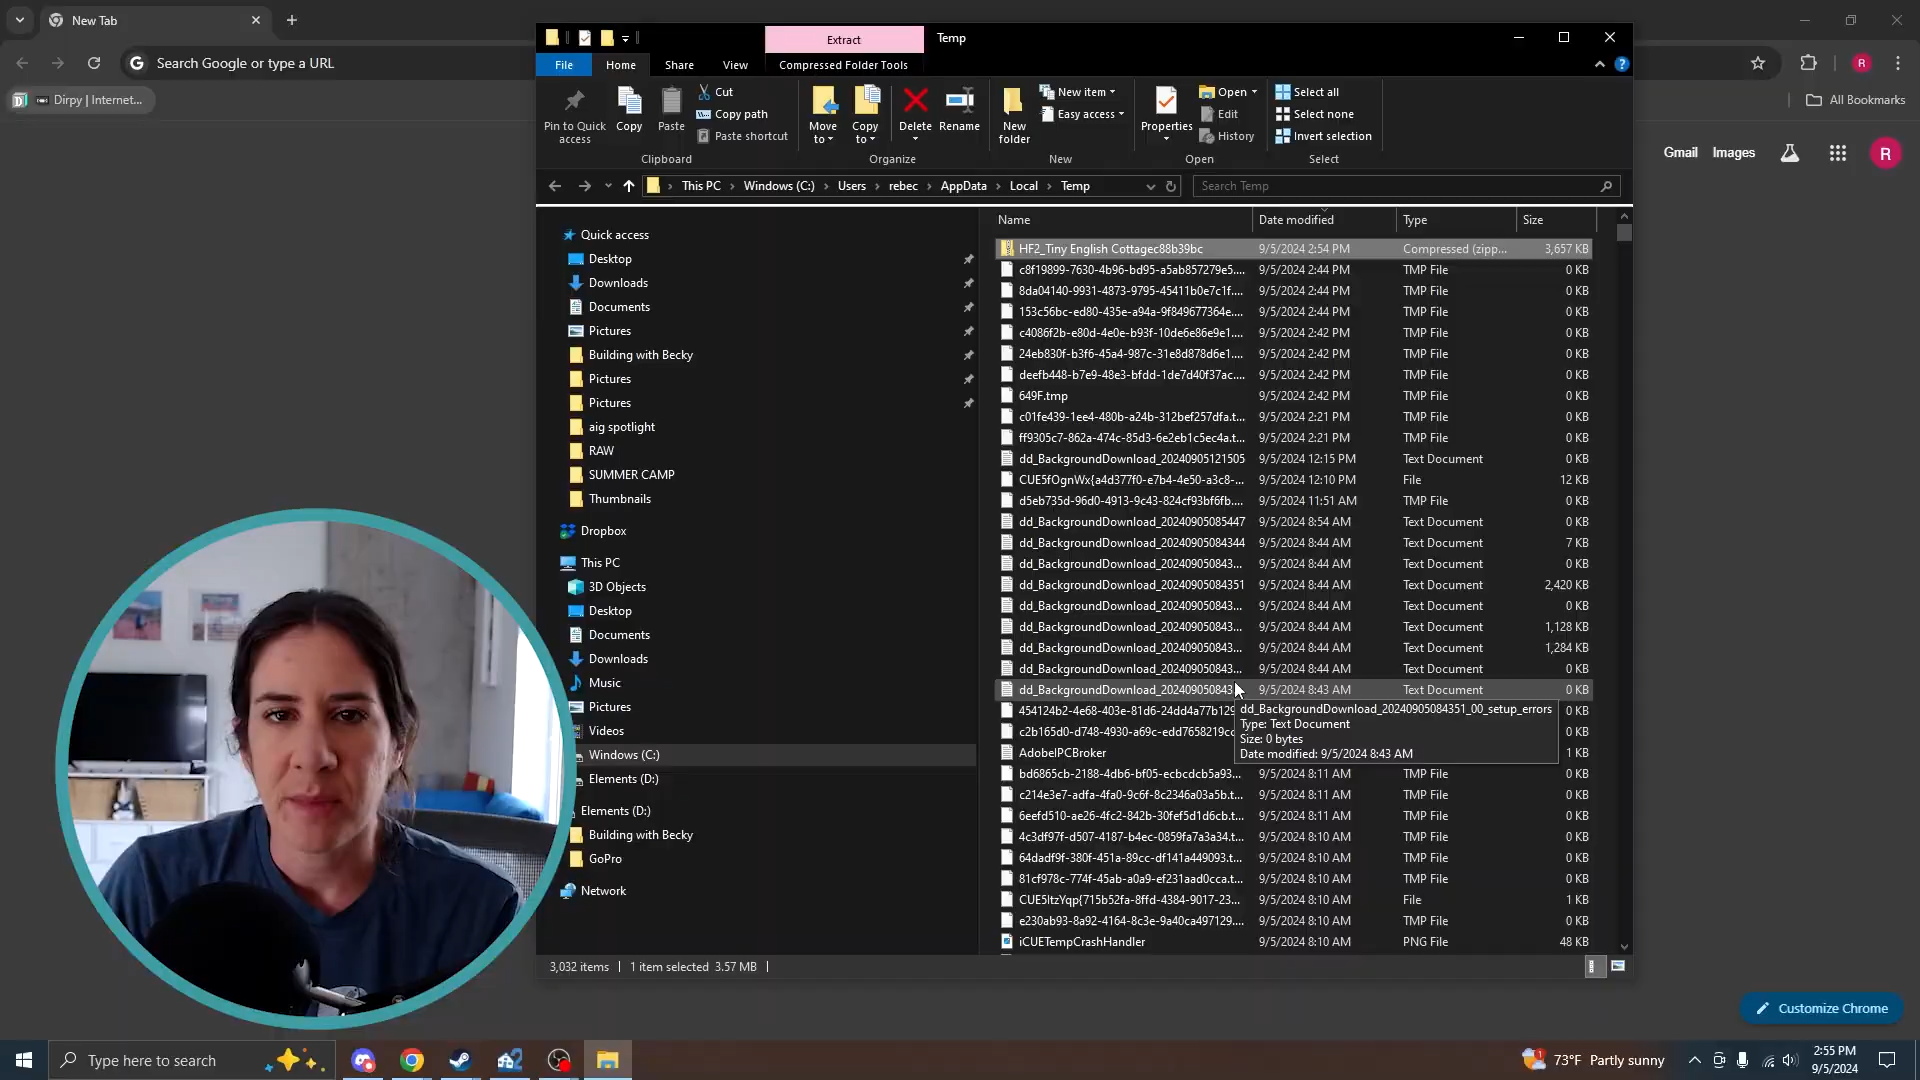 New Tab
Search Google or type a URL
Dirpy | Internet...
All Bookmarks
Gmail
Images
R
R
Customize Chrome
Extract
Temp
File
Home
Share
View
Compressed Folder Tools
Pin to Quick access
Copy
Paste
Cut
Copy path
Paste shortcut
Clipboard
Move to
Copy to
Delete
Rename
Organize
New folder
New item
Easy access
New
Properties
Open
Edit
History
Open
Select all
Select none
Invert selection
Select
This PC > Windows (C:) > Users > rebec > AppData > Local > Temp
Search Temp
Quick access
Desktop
Downloads
Documents
Pictures
Building with Becky
Pictures
Pictures
aig spotlight
RAW
SUMMER CAMP
Thumbnails
Dropbox
This PC
3D Objects
Desktop
Documents
Downloads
Music
Pictures
Videos
Windows (C:)
Elements (D:)
Elements (D:)
Building with Becky
GoPro
Network
Name Date modified Type Size
HF2_Tiny English Cottagec88b39bc 9/5/2024 2:54 PM Compressed (zipp... 3,657 KB
c8f19899-7630-4b96-bd95-a5ab857279e5.... 9/5/2024 2:44 PM TMP File 0 KB
8da04140-9931-4873-9795-45411b0e7c1f.... 9/5/2024 2:44 PM TMP File 0 KB
153c56bc-ed80-435e-a94a-9f849677364e.... 9/5/2024 2:44 PM TMP File 0 KB
c4086f2b-e80d-4e0e-b93f-10de6e86e9e1.... 9/5/2024 2:42 PM TMP File 0 KB
24eb830f-b3f6-45a4-987c-31e8d878d6e1.... 9/5/2024 2:42 PM TMP File 0 KB
deefb448-b7e9-48e3-bfdd-1de7d40f37ac.... 9/5/2024 2:42 PM TMP File 0 KB
649F.tmp 9/5/2024 2:42 PM TMP File 0 KB
c01fe439-1ee4-480b-a24b-312bef257dfa.t... 9/5/2024 2:21 PM TMP File 0 KB
ff9305c7-862a-474c-85d3-6e2eb1c5ec4a.t... 9/5/2024 2:21 PM TMP File 0 KB
dd_BackgroundDownload_20240905121505 9/5/2024 12:15 PM Text Document 0 KB
CUE5fOgnWx{a4d377f0-e7b4-4e50-a3c8-... 9/5/2024 12:10 PM File 12 KB
d5eb735d-96d0-4913-9c43-824cf93bf6fb.... 9/5/2024 11:51 AM TMP File 0 KB
dd_BackgroundDownload_20240905085447 9/5/2024 8:54 AM Text Document 0 KB
dd_BackgroundDownload_20240905084344 9/5/2024 8:44 AM Text Document 7 KB
dd_BackgroundDownload_202409050843... 9/5/2024 8:44 AM Text Document 0 KB
dd_BackgroundDownload_20240905084351 9/5/2024 8:44 AM Text Document 2,420 KB
dd_BackgroundDownload_202409050843... 9/5/2024 8:44 AM Text Document 0 KB
dd_BackgroundDownload_202409050843... 9/5/2024 8:44 AM Text Document 1,128 KB
dd_BackgroundDownload_202409050843... 9/5/2024 8:44 AM Text Document 1,284 KB
dd_BackgroundDownload_202409050843... 9/5/2024 8:44 AM Text Document 0 KB
dd_BackgroundDownload_202409050843 9/5/2024 8:43 AM Text Document 0 KB
454124b2-4e68-403e-81d6-24dd4a77b129 0 KB
c2b165d0-d748-4930-a69c-edd7658219cc 0 KB
AdobeIPCBroker 1 KB
dd_BackgroundDownload_20240905084351_00_setup_errors
Type: Text Document
Size: 0 bytes
Date modified: 9/5/2024 8:43 AM
bd6865cb-2188-4db6-bf05-ecbcdcb5a93... 9/5/2024 8:11 AM TMP File 0 KB
c214e3e7-adfa-4fa0-9c6f-8c2346a03a5b.t... 9/5/2024 8:11 AM TMP File 0 KB
6eefd510-ae26-4fc2-842b-30fef5d1d6cb.t... 9/5/2024 8:11 AM TMP File 0 KB
4c3df97f-d507-4187-b4ec-0859fa7a3a34.t... 9/5/2024 8:10 AM TMP File 0 KB
64dadf9f-380f-451a-89cc-df141a449093.t... 9/5/2024 8:10 AM TMP File 0 KB
81cf978c-774f-45ab-a0a9-ef231aad0cca.t... 9/5/2024 8:10 AM TMP File 0 KB
CUE5ItzYqp{715b52fa-8ffd-4384-9017-23... 9/5/2024 8:10 AM File 1 KB
e230ab93-8a92-4164-8c3e-9a40ca497129.... 9/5/2024 8:10 AM TMP File 0 KB
iCUETempCrashHandler 9/5/2024 8:10 AM PNG File 48 KB
3,032 items | 1 item selected 3.57 MB |
Type here to search
73°F Partly sunny
2:55 PM
9/5/2024